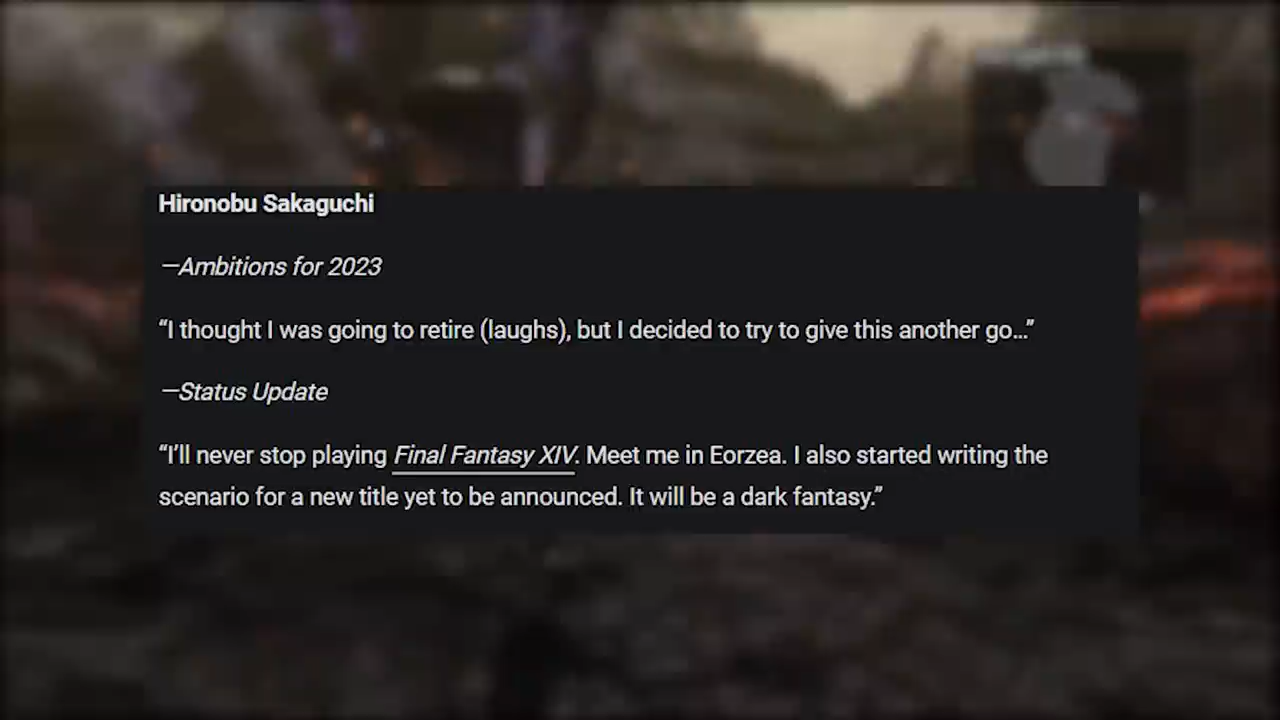 Hironobu Sakaguchi
—Ambitions for 2023
“I thought I was going to retire (laughs), but I decided to try to give this another go…”
—Status Update
“I’ll never stop playing Final Fantasy XIV. Meet me in Eorzea. I also started writing the
scenario for a new title yet to be announced. It will be a dark fantasy.”